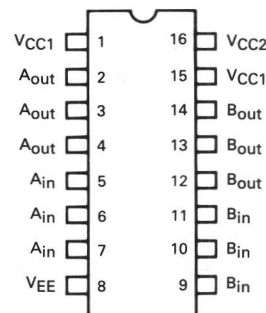 VCC1 1 16 VCC2
Aout 2 15 VCC1
Aout 3 14 Bout
Aout 4 13 Bout
Ain 5 12 Bout
Ain 6 11 Bin
Ain 7 10 Bin
VEE 8 9 Bin